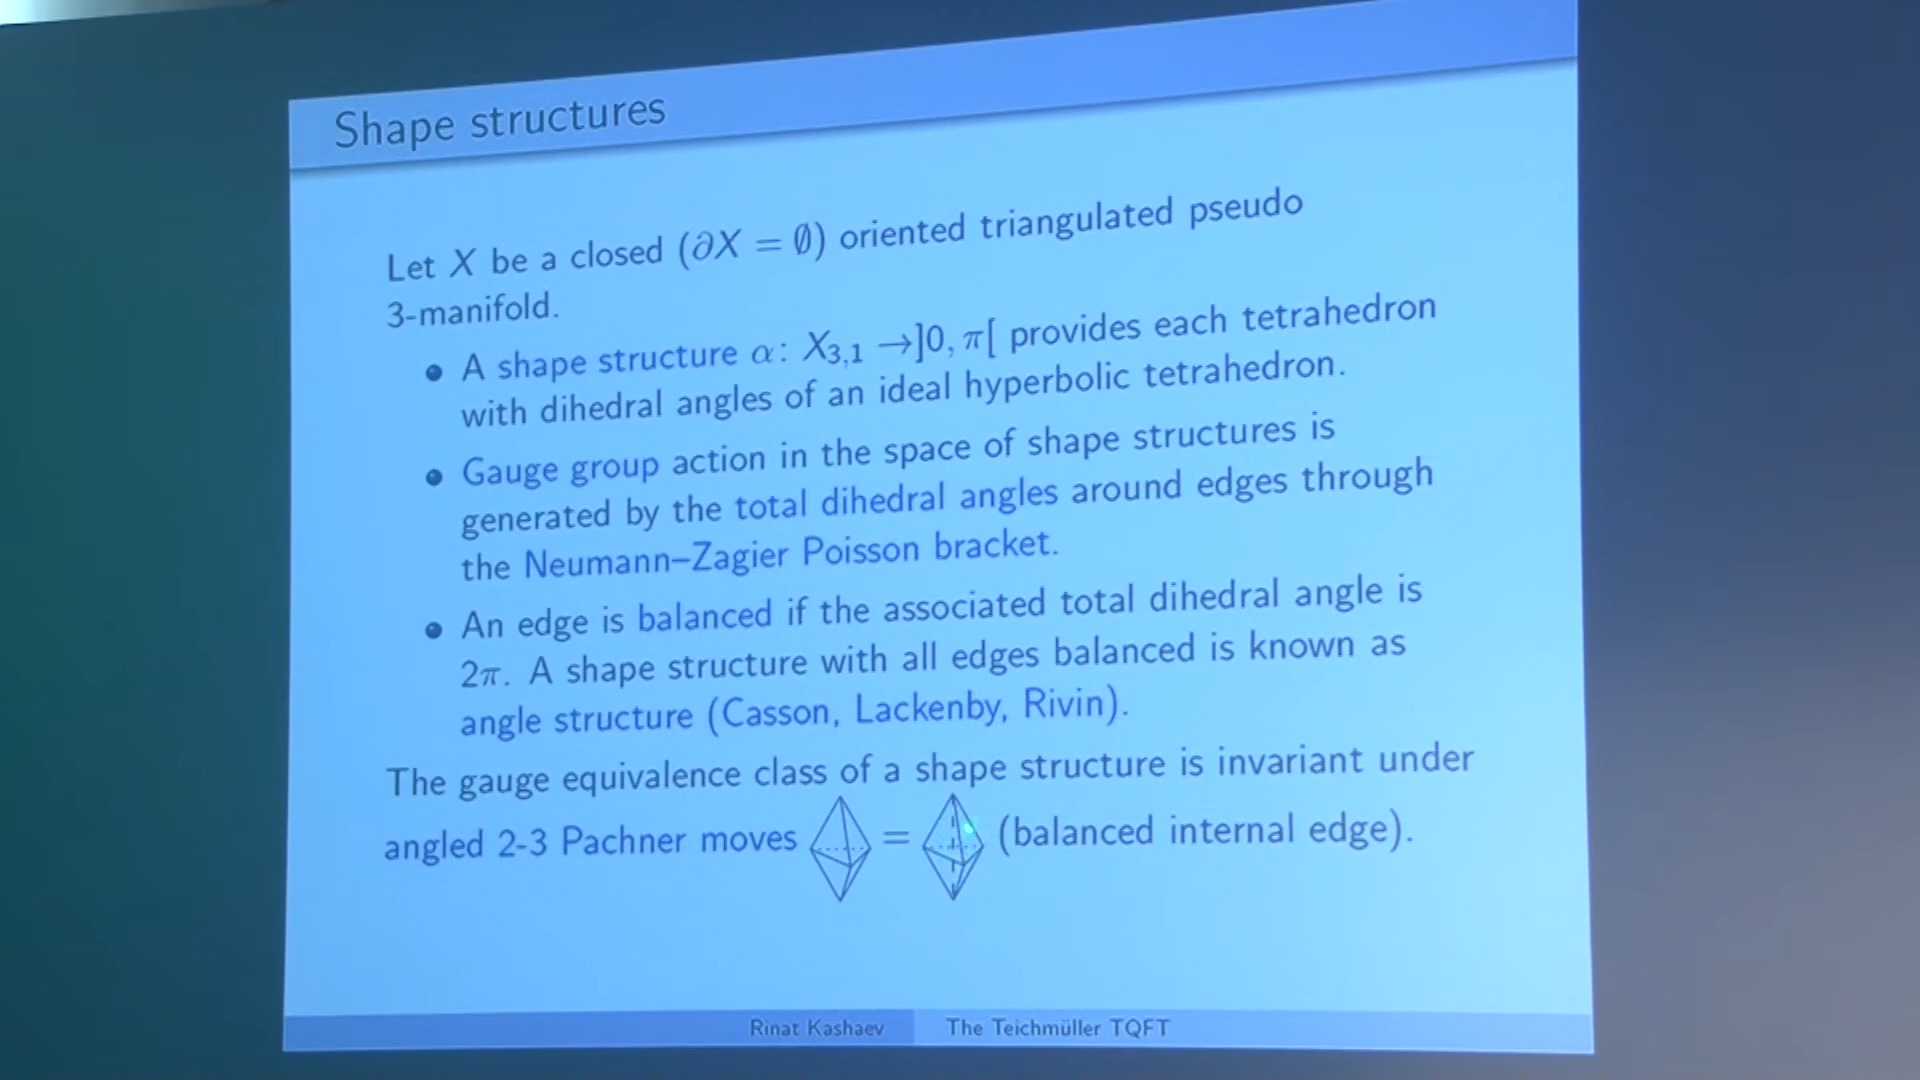 Shape structures
Let X be a closed (∂X = ∅) oriented triangulated pseudo
3-manifold.
• A shape structure α: X₃,₁ →]0, π[ provides each tetrahedron
with dihedral angles of an ideal hyperbolic tetrahedron.
• Gauge group action in the space of shape structures is
generated by the total dihedral angles around edges through
the Neumann–Zagier Poisson bracket.
• An edge is balanced if the associated total dihedral angle is
2π. A shape structure with all edges balanced is known as
angle structure (Casson, Lackenby, Rivin).
The gauge equivalence class of a shape structure is invariant under
angled 2-3 Pachner moves = (balanced internal edge).
Rinat Kashaev The Teichmüller TQFT